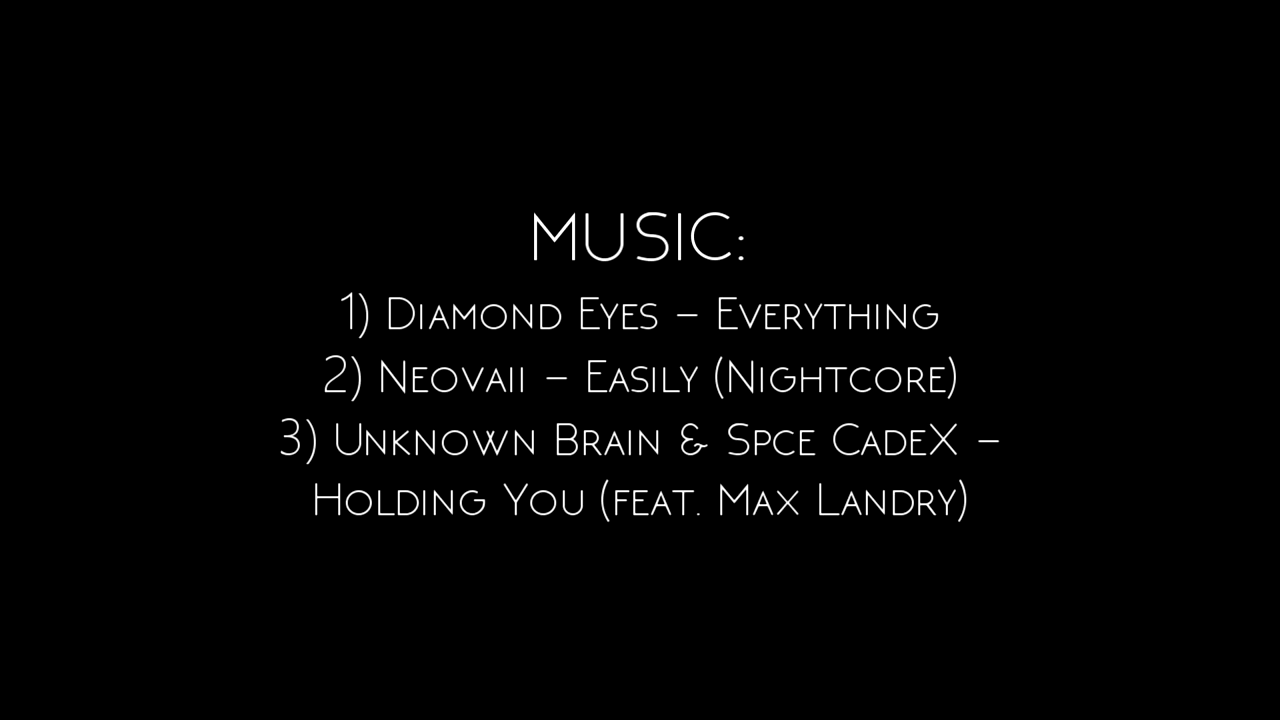 MUSIC:
1) Diamond Eyes – Everything
2) Neovaii – Easily (Nightcore)
3) Unknown Brain & Spce CadeX –
Holding You (feat. Max Landry)